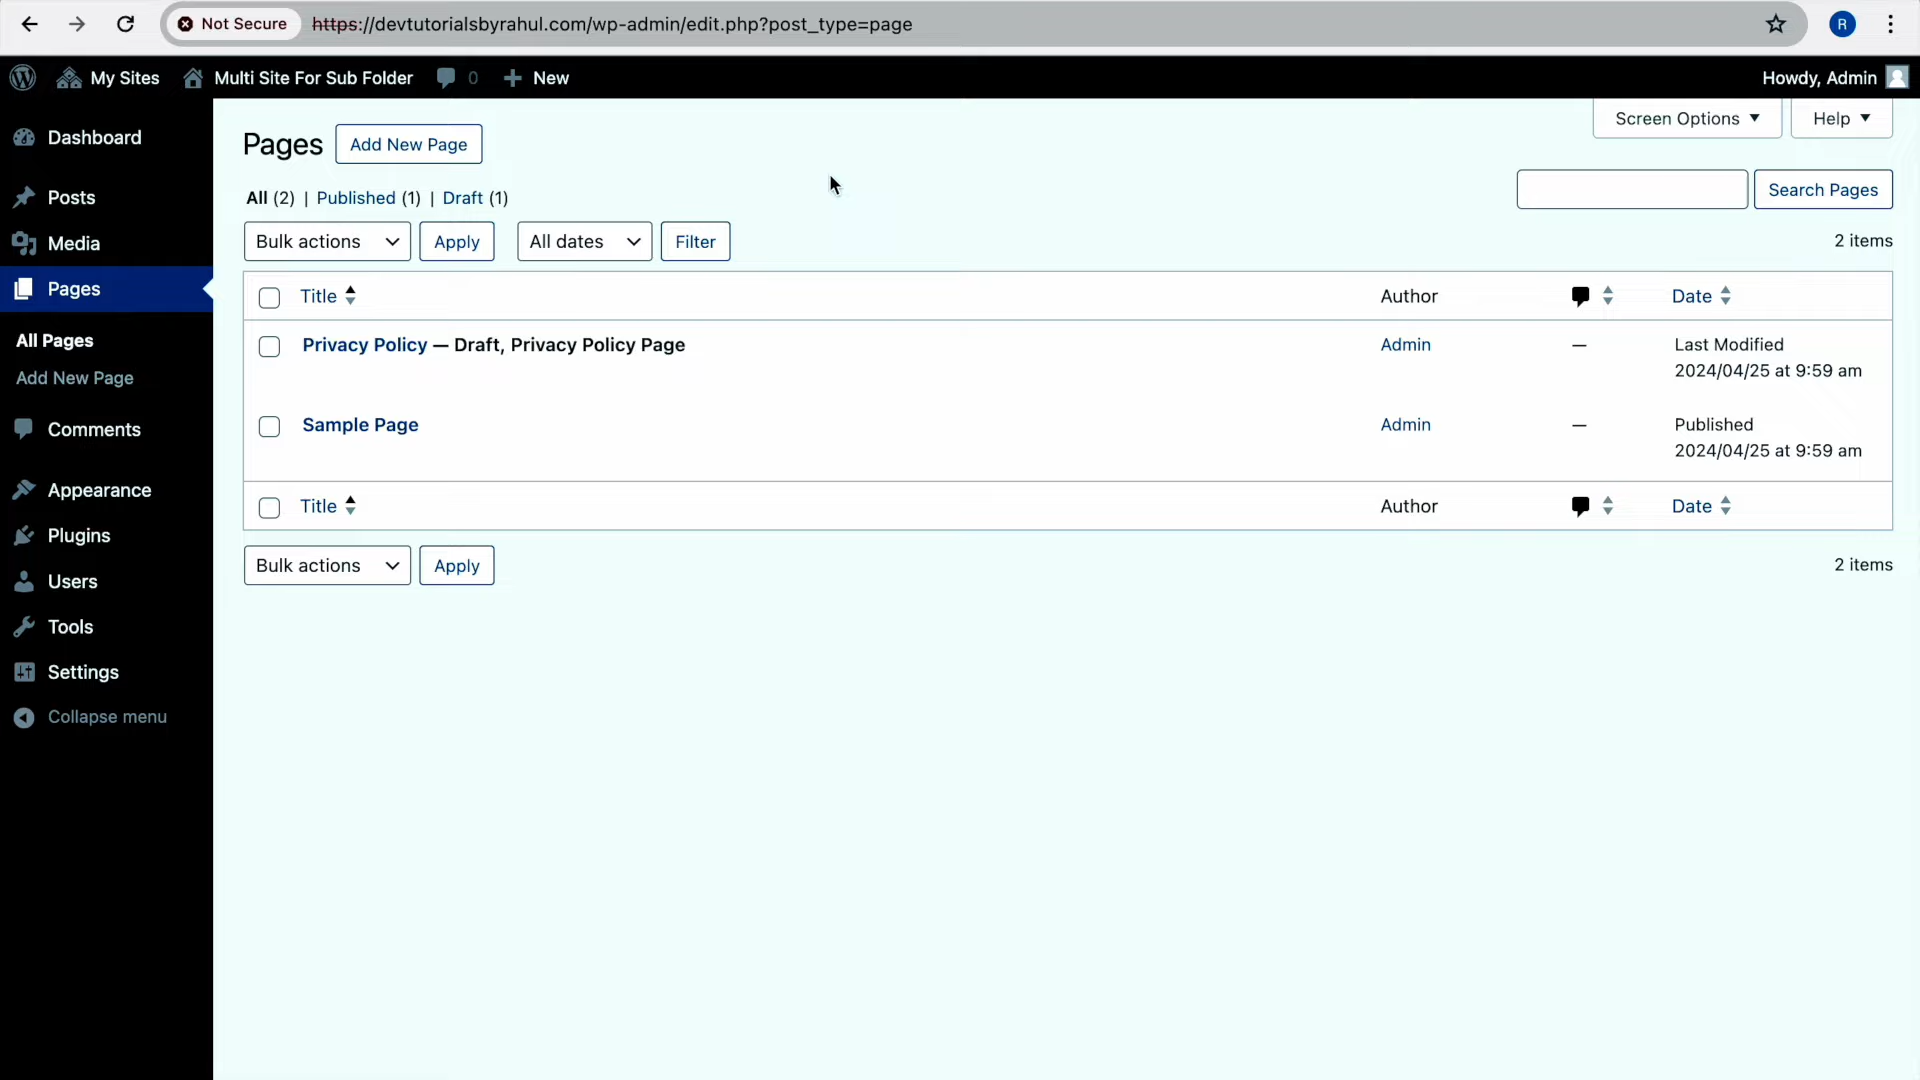 Not Secure https://devtutorialsbyrahul.com/wp-admin/edit.php?post_type=page R
My Sites Multi Site For Sub Folder 0 + New Howdy, Admin
Screen Options Help
Dashboard
Posts
Media
Pages
All Pages
Add New Page
Comments
Appearance
Plugins
Users
Tools
Settings
Collapse menu
Pages Add New Page
All (2) | Published (1) | Draft (1)
Search Pages
Bulk actions Apply All dates Filter 2 items
Title Author Date
Privacy Policy — Draft, Privacy Policy Page Admin — Last Modified
2024/04/25 at 9:59 am
Sample Page Admin — Published
2024/04/25 at 9:59 am
Title Author Date
Bulk actions Apply 2 items